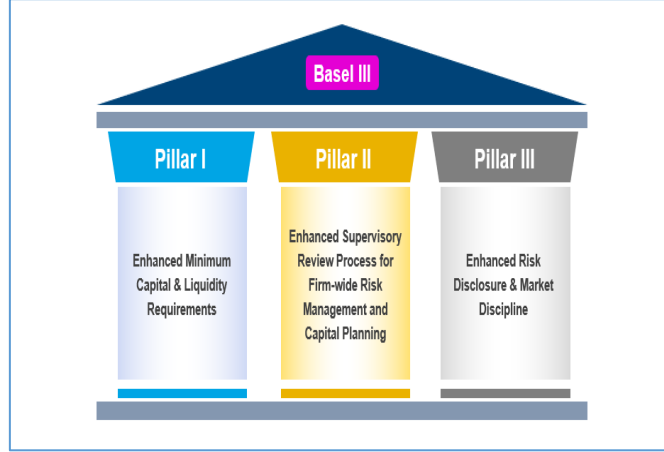 Basel III
Pillar I
Enhanced Minimum
Capital & Liquidity
Requirements
Pillar II
Enhanced Supervisory
Review Process for
Firm-wide Risk
Management and
Capital Planning
Pillar III
Enhanced Risk
Disclosure & Market
Discipline